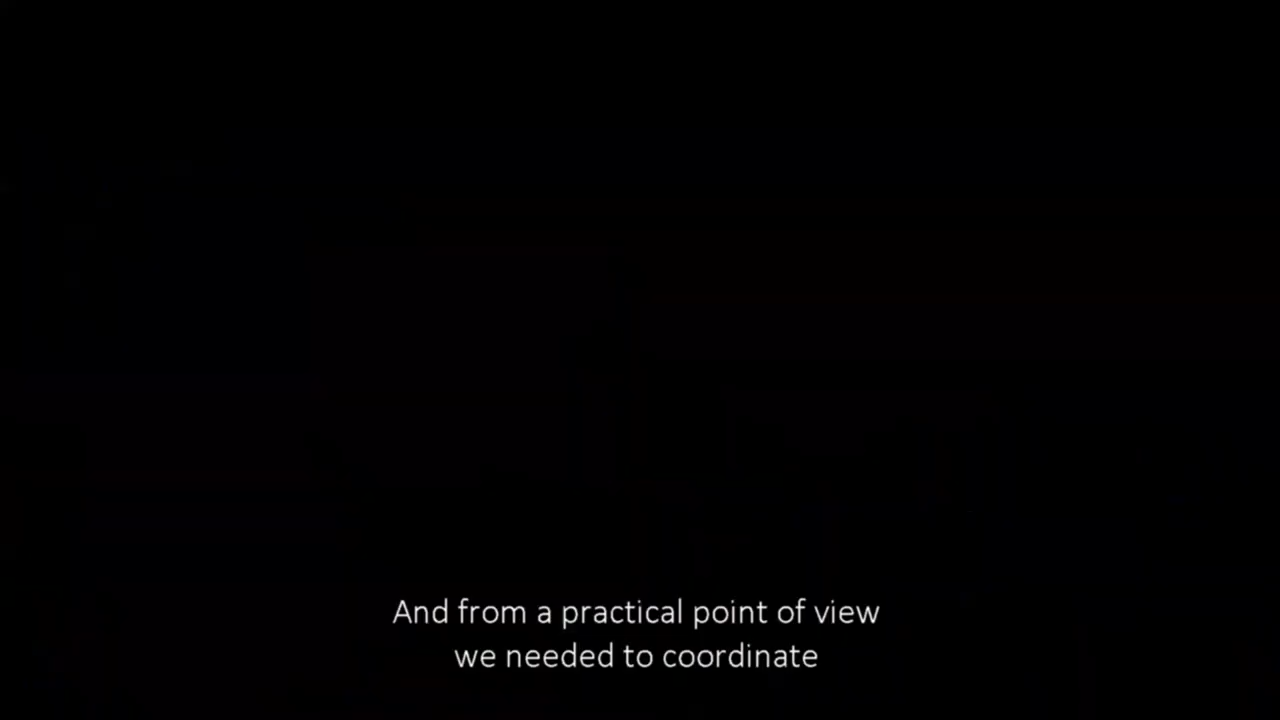 And from a practical point of view
we needed to coordinate